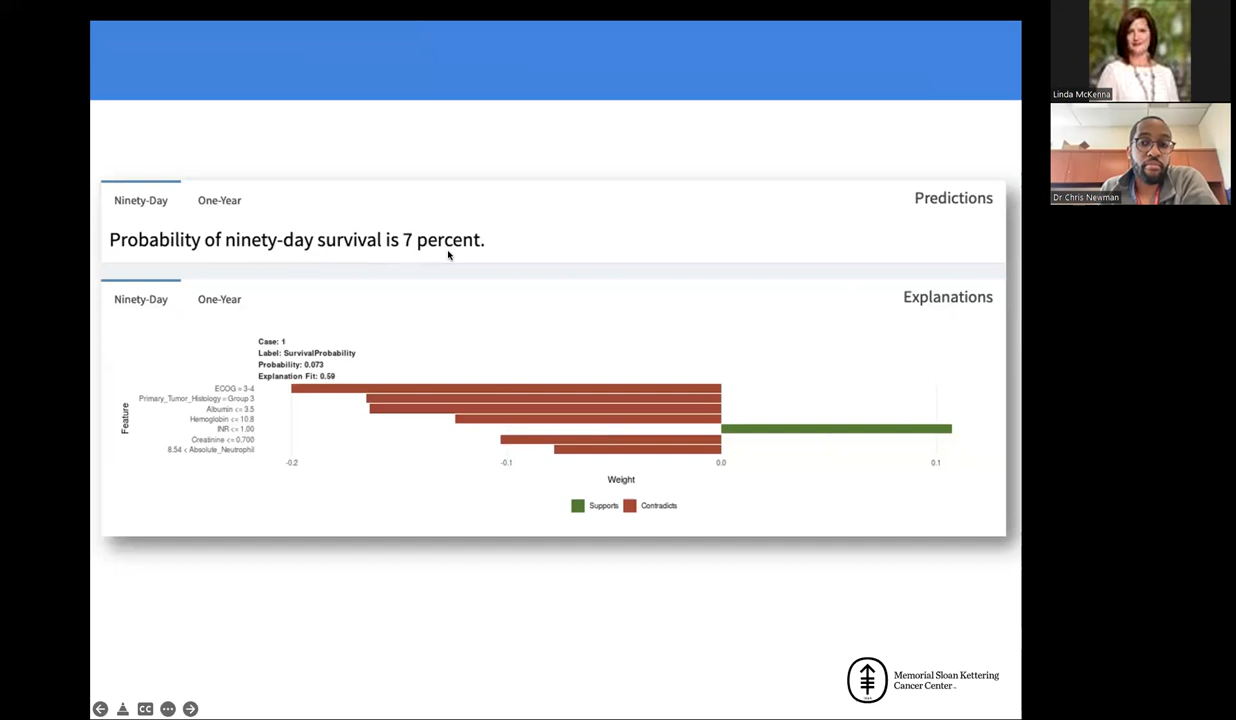 Ninety-Day One-Year Predictions
Probability of ninety-day survival is 7 percent.
Ninety-Day One-Year Explanations
Case: 1
Label: SurvivalProbability
Probability: 0.073
Explanation Fit: 0.59
Feature
ECOG = 3-4
Primary_Tumor_Histology = Group 3
Albumin <= 3.5
Hemoglobin <= 10.8
INR <= 1.00
Creatinine <= 0.700
8.54 < Absolute_Neutrophil
-0.2 -0.1 0.0 0.1
Weight
Supports Contradicts
Memorial Sloan Kettering
Cancer Center™
CC
Linda McKenna
Dr Chris Newman